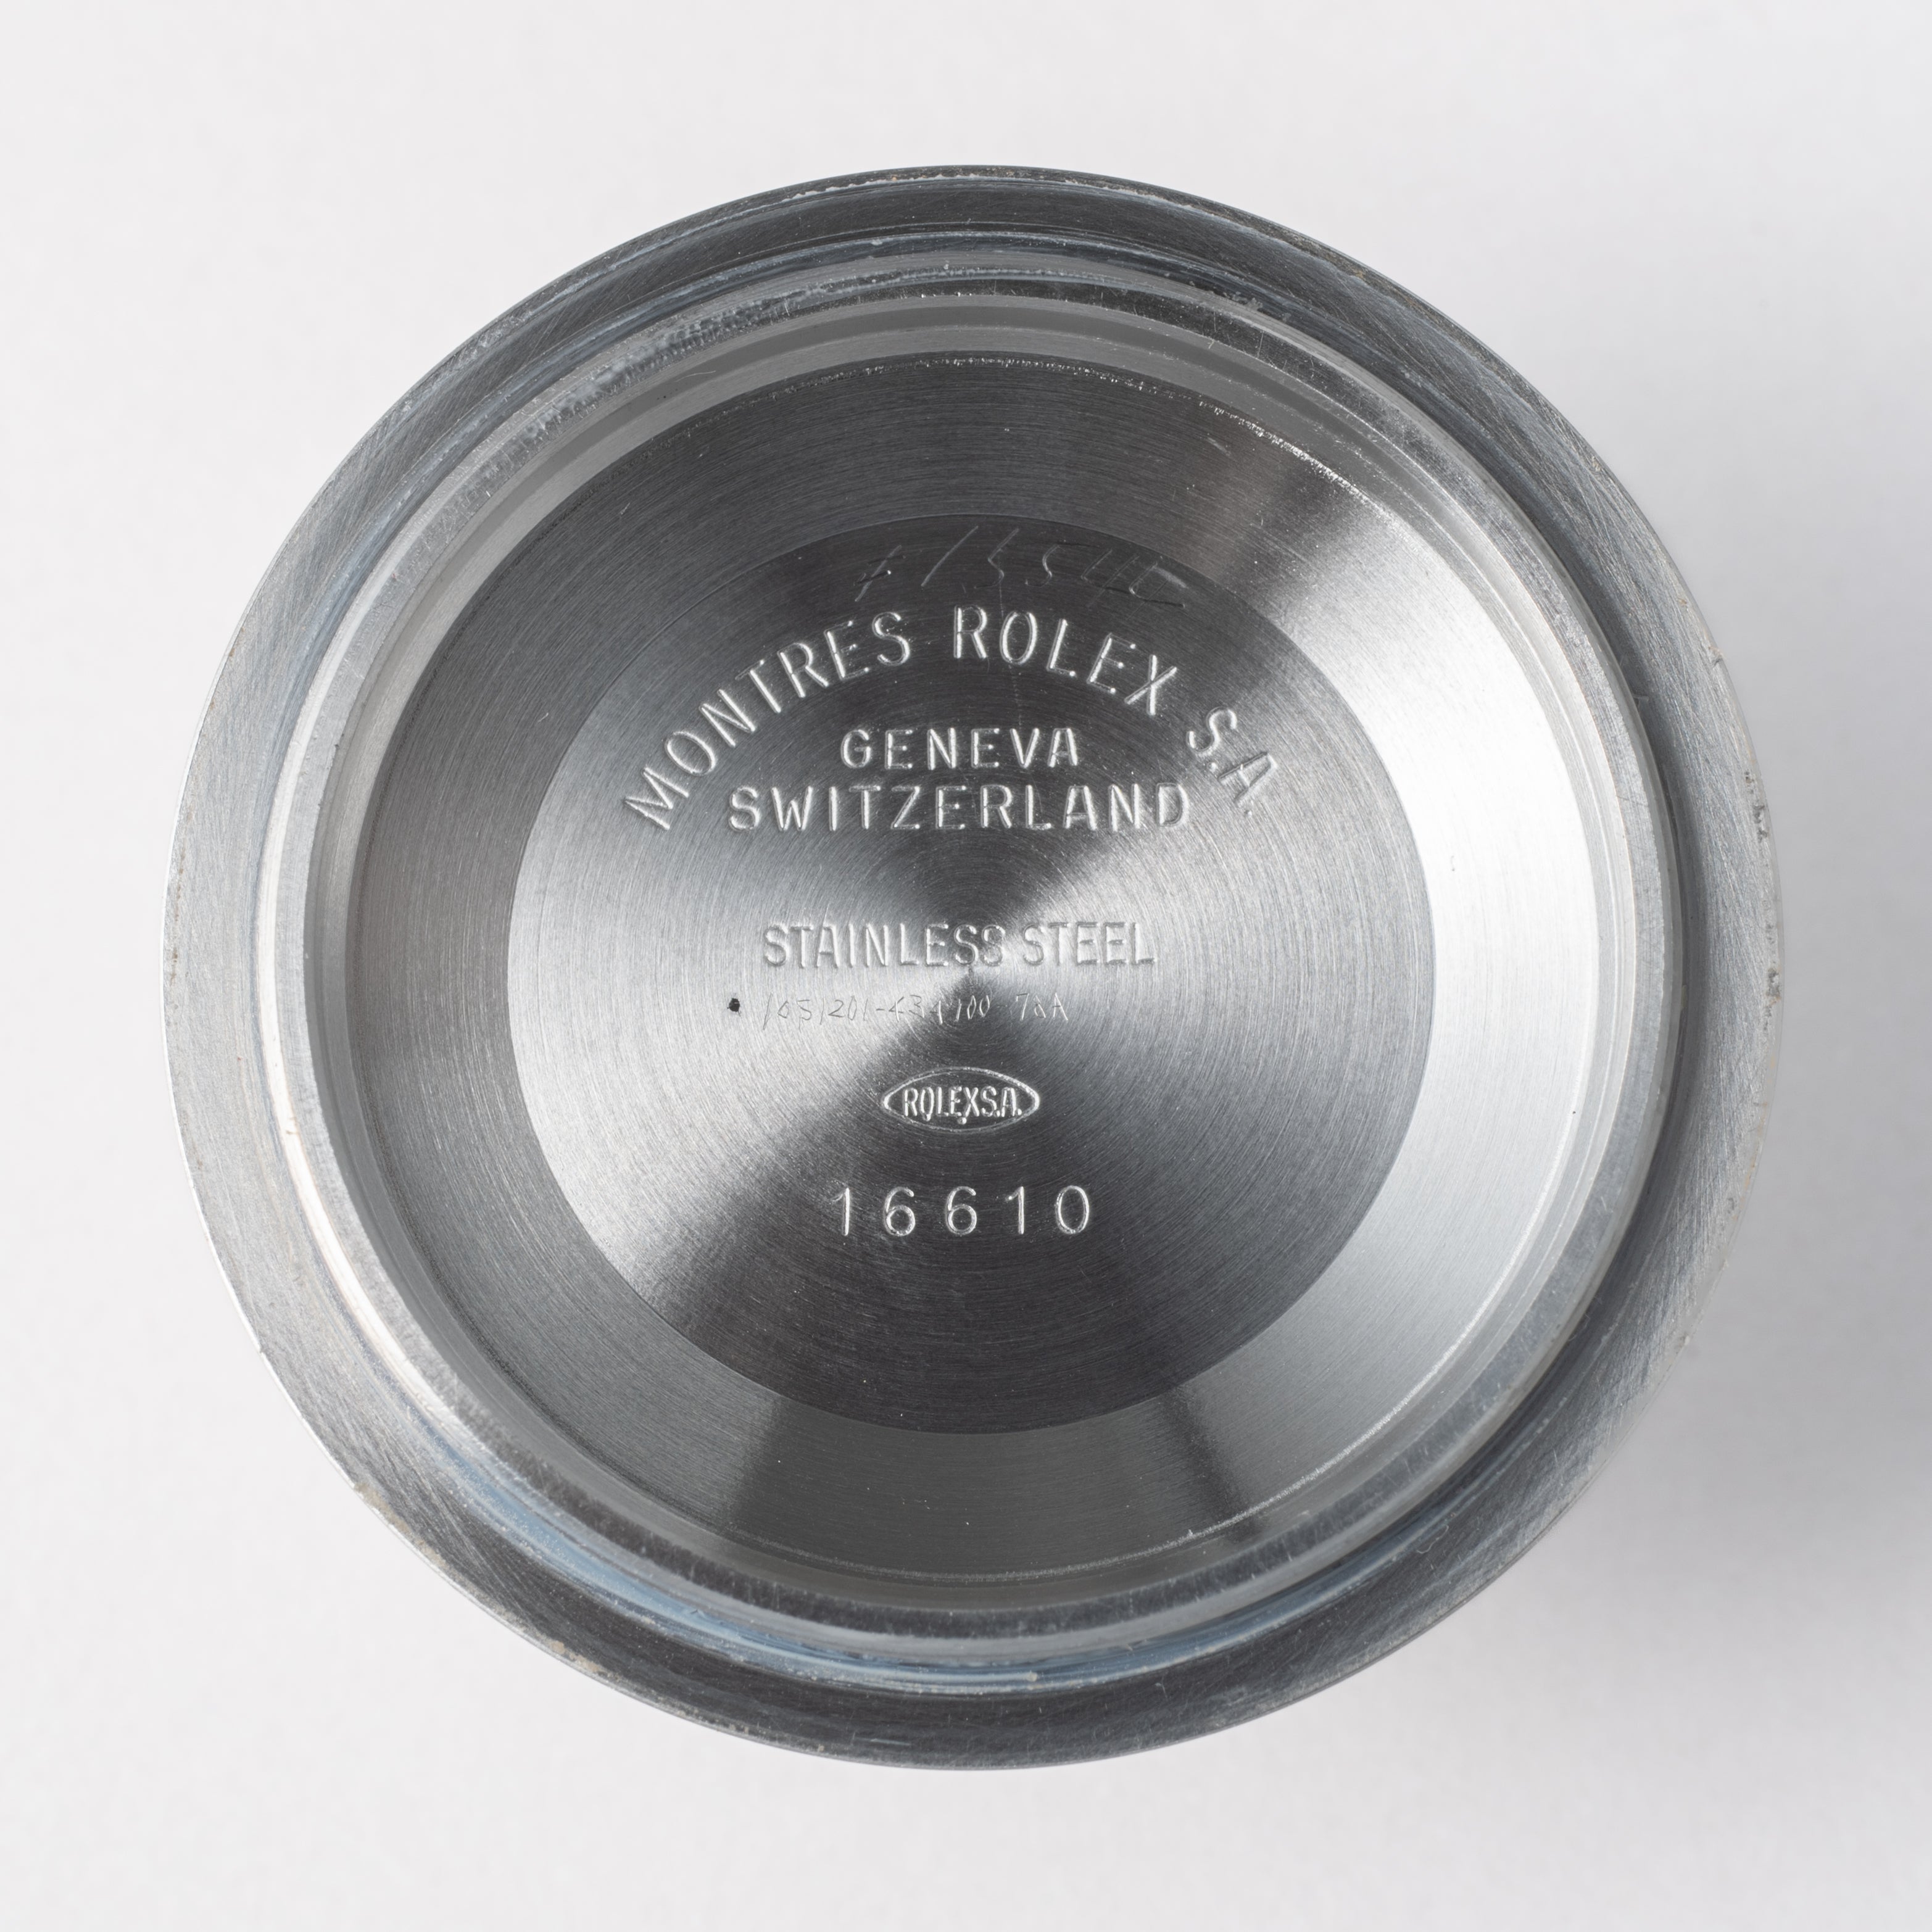 MONTRES ROLEX S.A.
GENEVA
SWITZERLAND
STAINLESS STEEL
ROLEX S.A.
16610